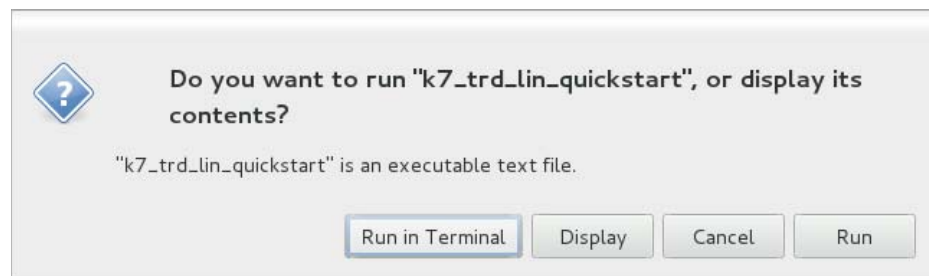 Do you want to run "k7_trd_lin_quickstart", or display its
contents?
"k7_trd_lin_quickstart" is an executable text file.
Run in Terminal
Display
Cancel
Run